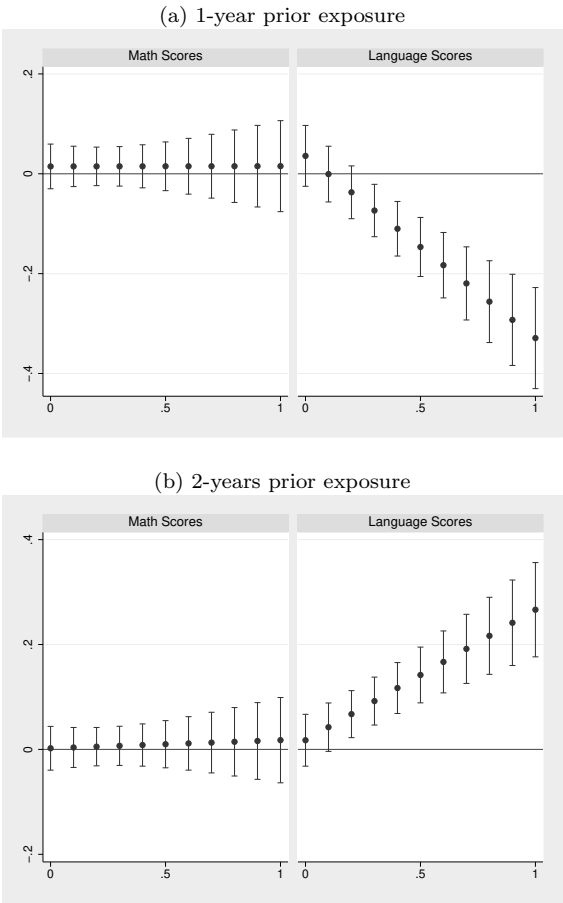 (a) 1-year prior exposure
Math Scores Language Scores
.2
0
-.2
-.4
0 .5 1 0 .5 1
(b) 2-years prior exposure
Math Scores Language Scores
.4
.2
0
-.2
0 .5 1 0 .5 1